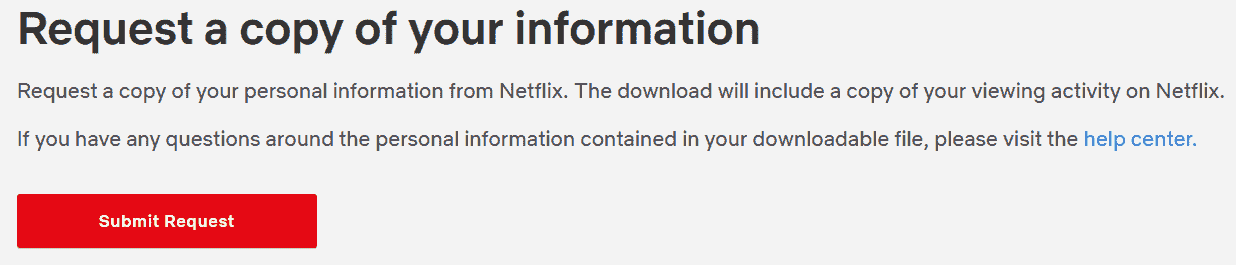 Request a copy of your information
Request a copy of your personal information from Netflix. The download will include a copy of your viewing activity on Netflix.
If you have any questions around the personal information contained in your downloadable file, please visit the help center.
Submit Request